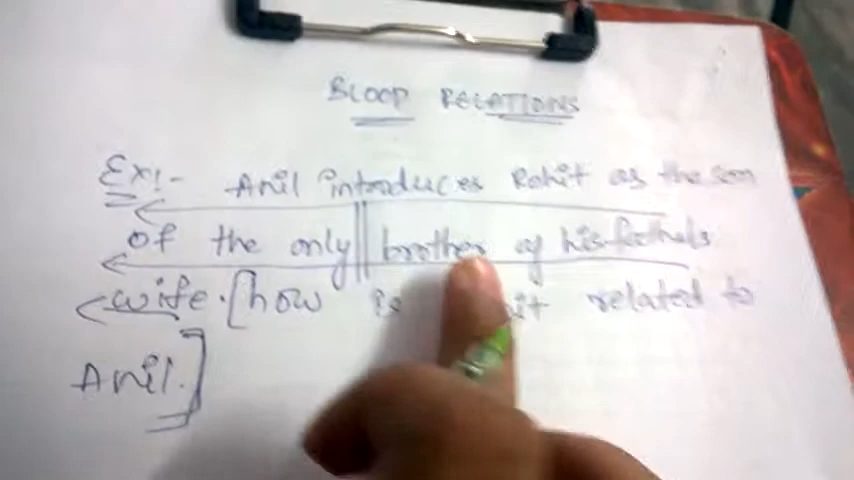 BLOOD RELATIONS
Ex:- Anil introduces Rohit as the son
of the only brother of his father's
wife. [how is it related to
Anil.]